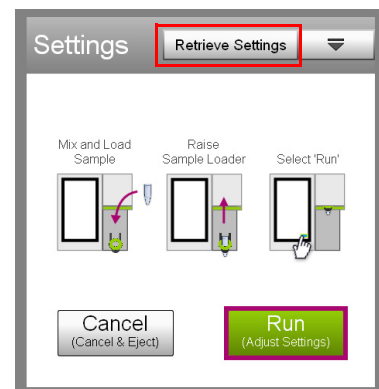 Settings
Retrieve Settings
Mix and Load
Sample
Raise
Sample Loader
Select 'Run'
Cancel
(Cancel & Eject)
Run
(Adjust Settings)